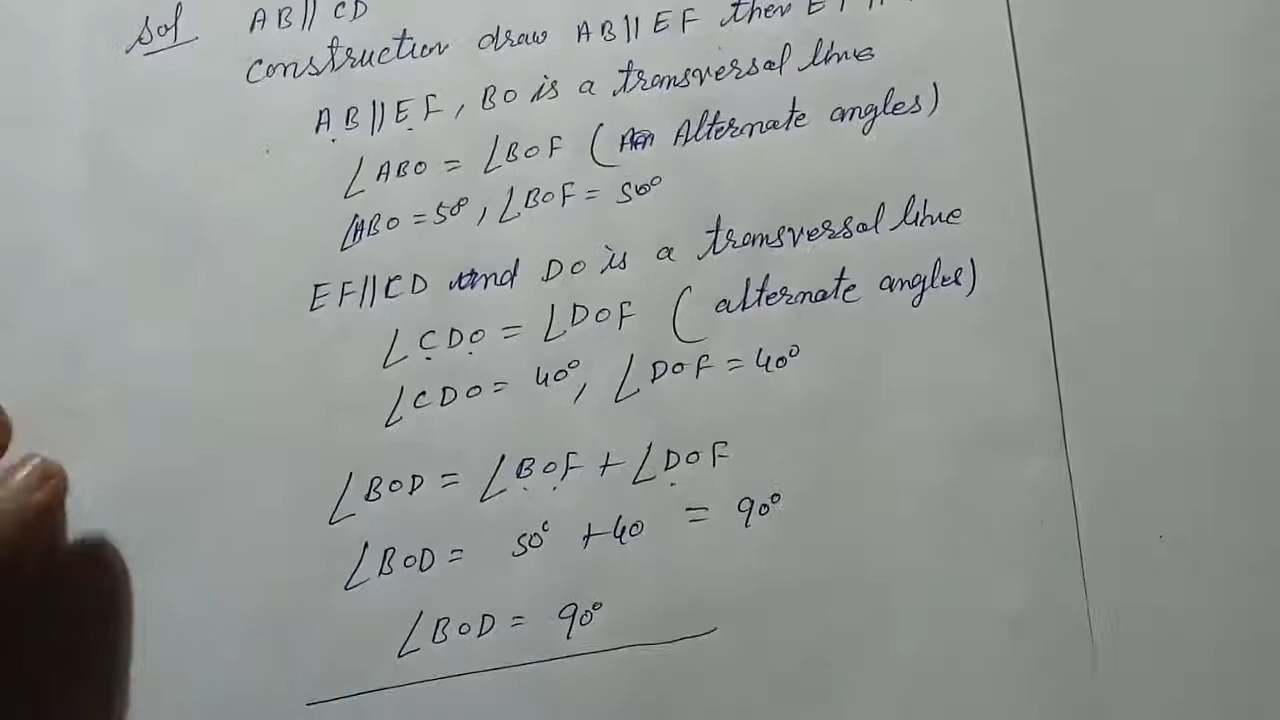 Sol AB || CD
Construction draw AB || EF then
AB || EF, BO is a transversal line
∠ABO = ∠BOF ( Alternate angles)
∠ABO = 50°, ∠BOF = 50°
EF || CD and DO is a transversal line
∠CDO = ∠DOF ( alternate angles)
∠CDO = 40°, ∠DOF = 40°
∠BOD = ∠BOF + ∠DOF
∠BOD = 50° + 40 = 90°
∠BOD = 90°